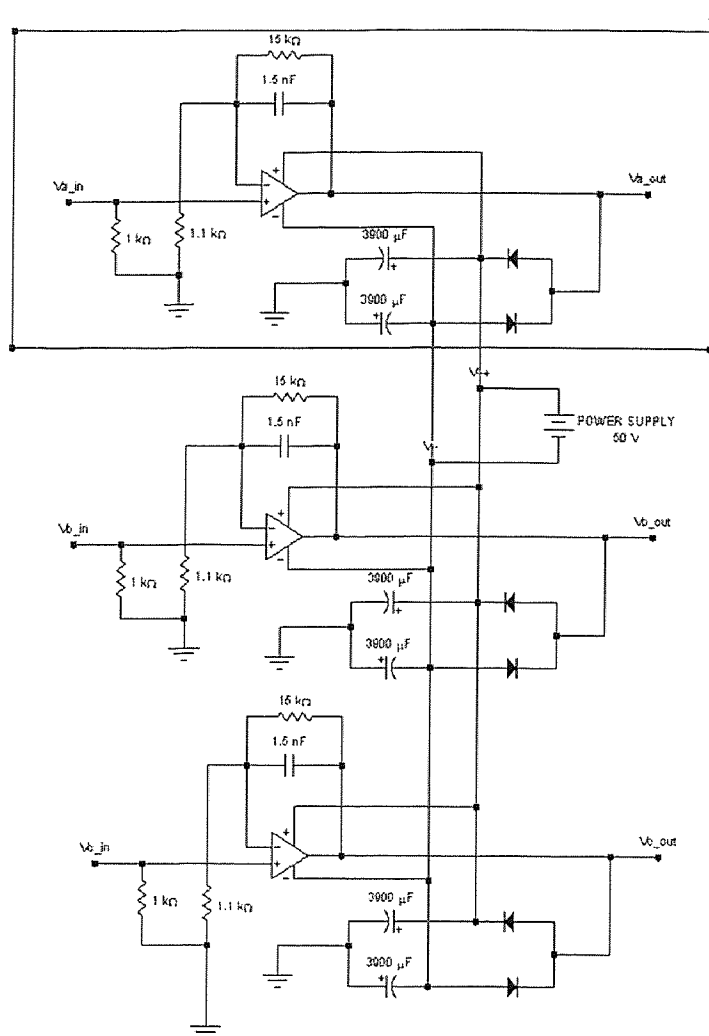 15 kΩ
1.5 nF
Va_in
Va_out
1 kΩ
1.1 kΩ
3900 µF
3900 µF
V+
15 kΩ
1.5 nF
POWER SUPPLY
50 V
V-
Vb_in
Vb_out
1 kΩ
1.1 kΩ
3900 µF
3900 µF
15 kΩ
1.5 nF
Vc_out
1 kΩ
1.1 kΩ
3900 µF
3900 µF